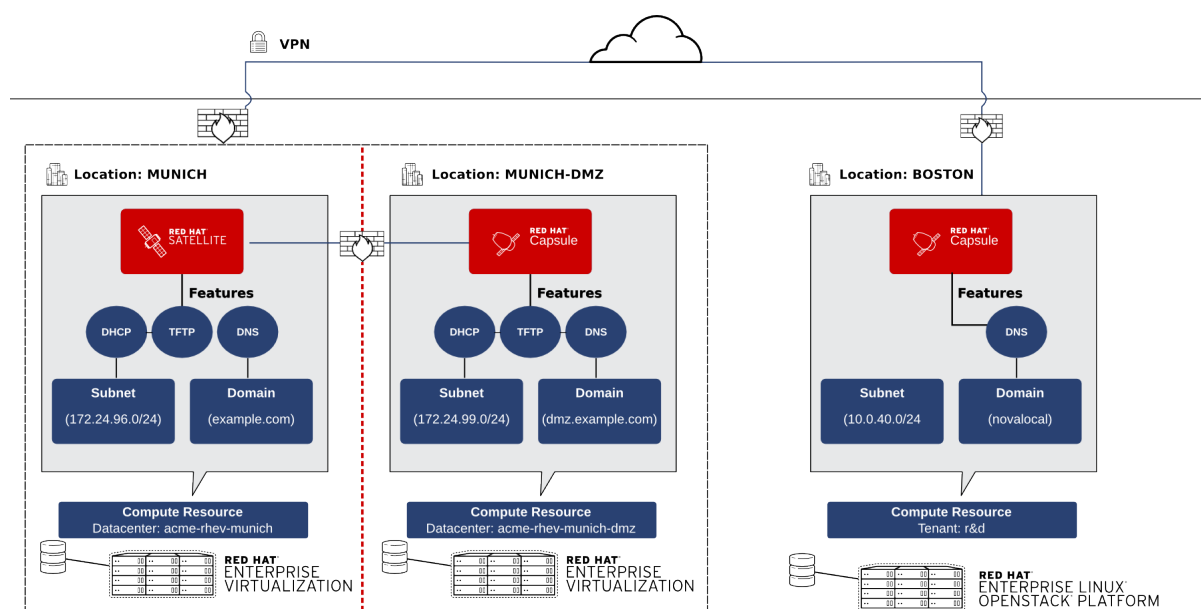 VPN
Location: MUNICH
RED HAT®
SATELLITE
Features
DHCP
TFTP
DNS
Subnet
(172.24.96.0/24)
Domain
(example.com)
Compute Resource
Datacenter: acme-rhev-munich
RED HAT®
ENTERPRISE
VIRTUALIZATION
Location: MUNICH-DMZ
RED HAT®
Capsule
Features
DHCP
TFTP
DNS
Subnet
(172.24.99.0/24)
Domain
(dmz.example.com)
Compute Resource
Datacenter: acme-rhev-munich-dmz
RED HAT®
ENTERPRISE
VIRTUALIZATION
Location: BOSTON
RED HAT®
Capsule
Features
DNS
Subnet
(10.0.40.0/24
Domain
(novalocal)
Compute Resource
Tenant: r&d
RED HAT®
ENTERPRISE LINUX®
OPENSTACK® PLATFORM